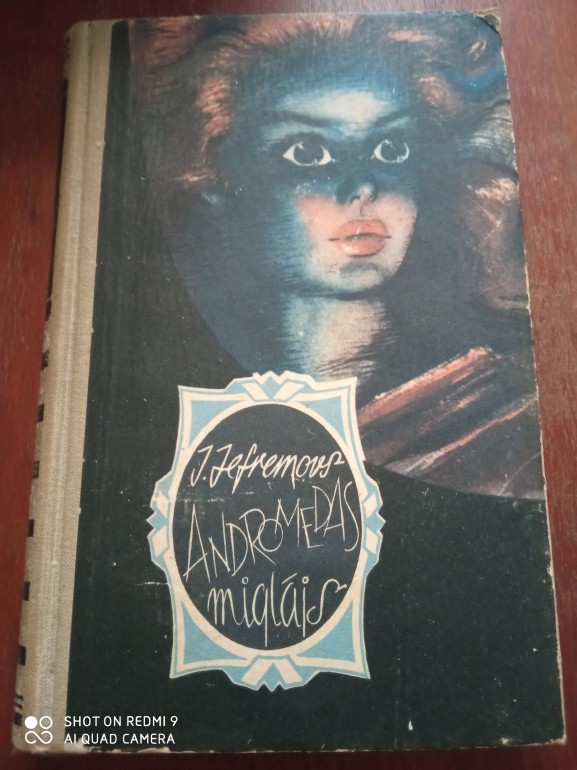 J. Jefremovs
ANDROMEDAS
miglājs
SHOT ON REDMI 9
AI QUAD CAMERA